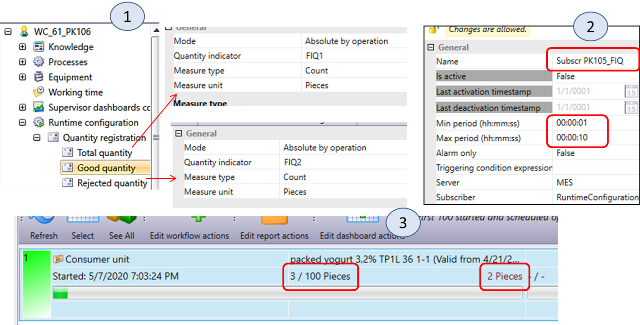 1
WC_61_PK106
Knowledge
Processes
Equipment
Working time
Supervisor dashboards cc
Runtime configuration
Quantity registration
Total quantity
Good quantity
Rejected quantity
General
Mode Absolute by operation
Quantity indicator FIQ1
Measure type Count
Measure unit Pieces
Measure type
General
Mode Absolute by operation
Quantity indicator FIQ2
Measure type Count
Measure unit Pieces
2
Changes are allowed.
General
Name Subscr PK105_FIQ
Is active False
Last activation timestamp 1/1/0001 15
Last deactivation timestamp 1/1/0001 15
Min period (hh:mm:ss) 00:00:01
Max period (hh:mm:ss) 00:00:10
Alarm only False
Triggering condition expression
Server MES
Subscriber RuntimeConfiguration
3
first 100 started and scheduled op
Refresh Select See All Edit workflow actions Edit report actions Edit dashboard actions
1 Consumer unit packed yogurt 3.2% TP1L 36 1-1 (Valid from 4/21/2...
Started: 5/7/2020 7:03:24 PM 3 / 100 Pieces 2 Pieces - / -